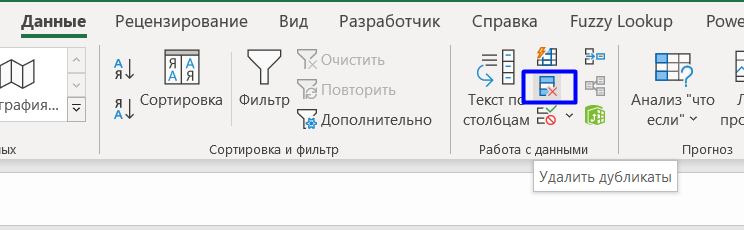 Данные Рецензирование Вид Разработчик Справка Fuzzy Lookup Powe
графия...
А Я
Я А
Я А
А Я
Сортировка
Фильтр
Очистить
Повторить
Дополнительно
Текст по
столбцам
Анализ "что
если"
Л
про
ных
Сортировка и фильтр
Работа с данными
Прогноз
Удалить дубликаты